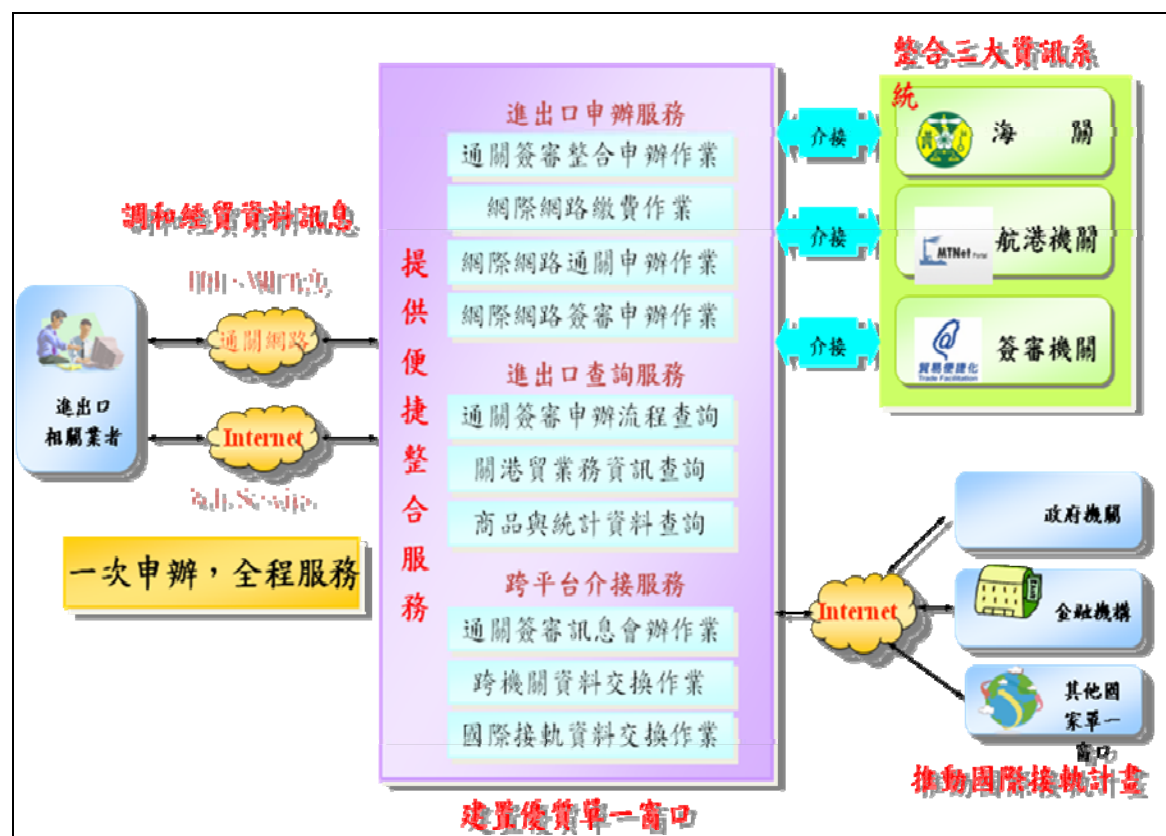 調和經貿資料訊息
通關網路
進出口
相關業者
Internet
一次申辦，全程服務
提供便捷整合服務
進出口申辦服務
通關簽審整合申辦作業
網際網路繳費作業
網際網路通關申辦作業
網際網路簽審申辦作業
進出口查詢服務
通關簽審申辦流程查詢
關港貿業務資訊查詢
商品與統計資料查詢
跨平台介接服務
通關簽審訊息會辦作業
跨機關資料交換作業
國際接軌資料交換作業
建置優質單一窗口
介接
介接
介接
整合三大資訊系
統
海 關
MTNet Portal
航港機關
貿易便捷化
Trade Facilitation
簽審機關
Internet
政府機關
金融機構
其他國
家單一
窗口
推動國際接軌計畫